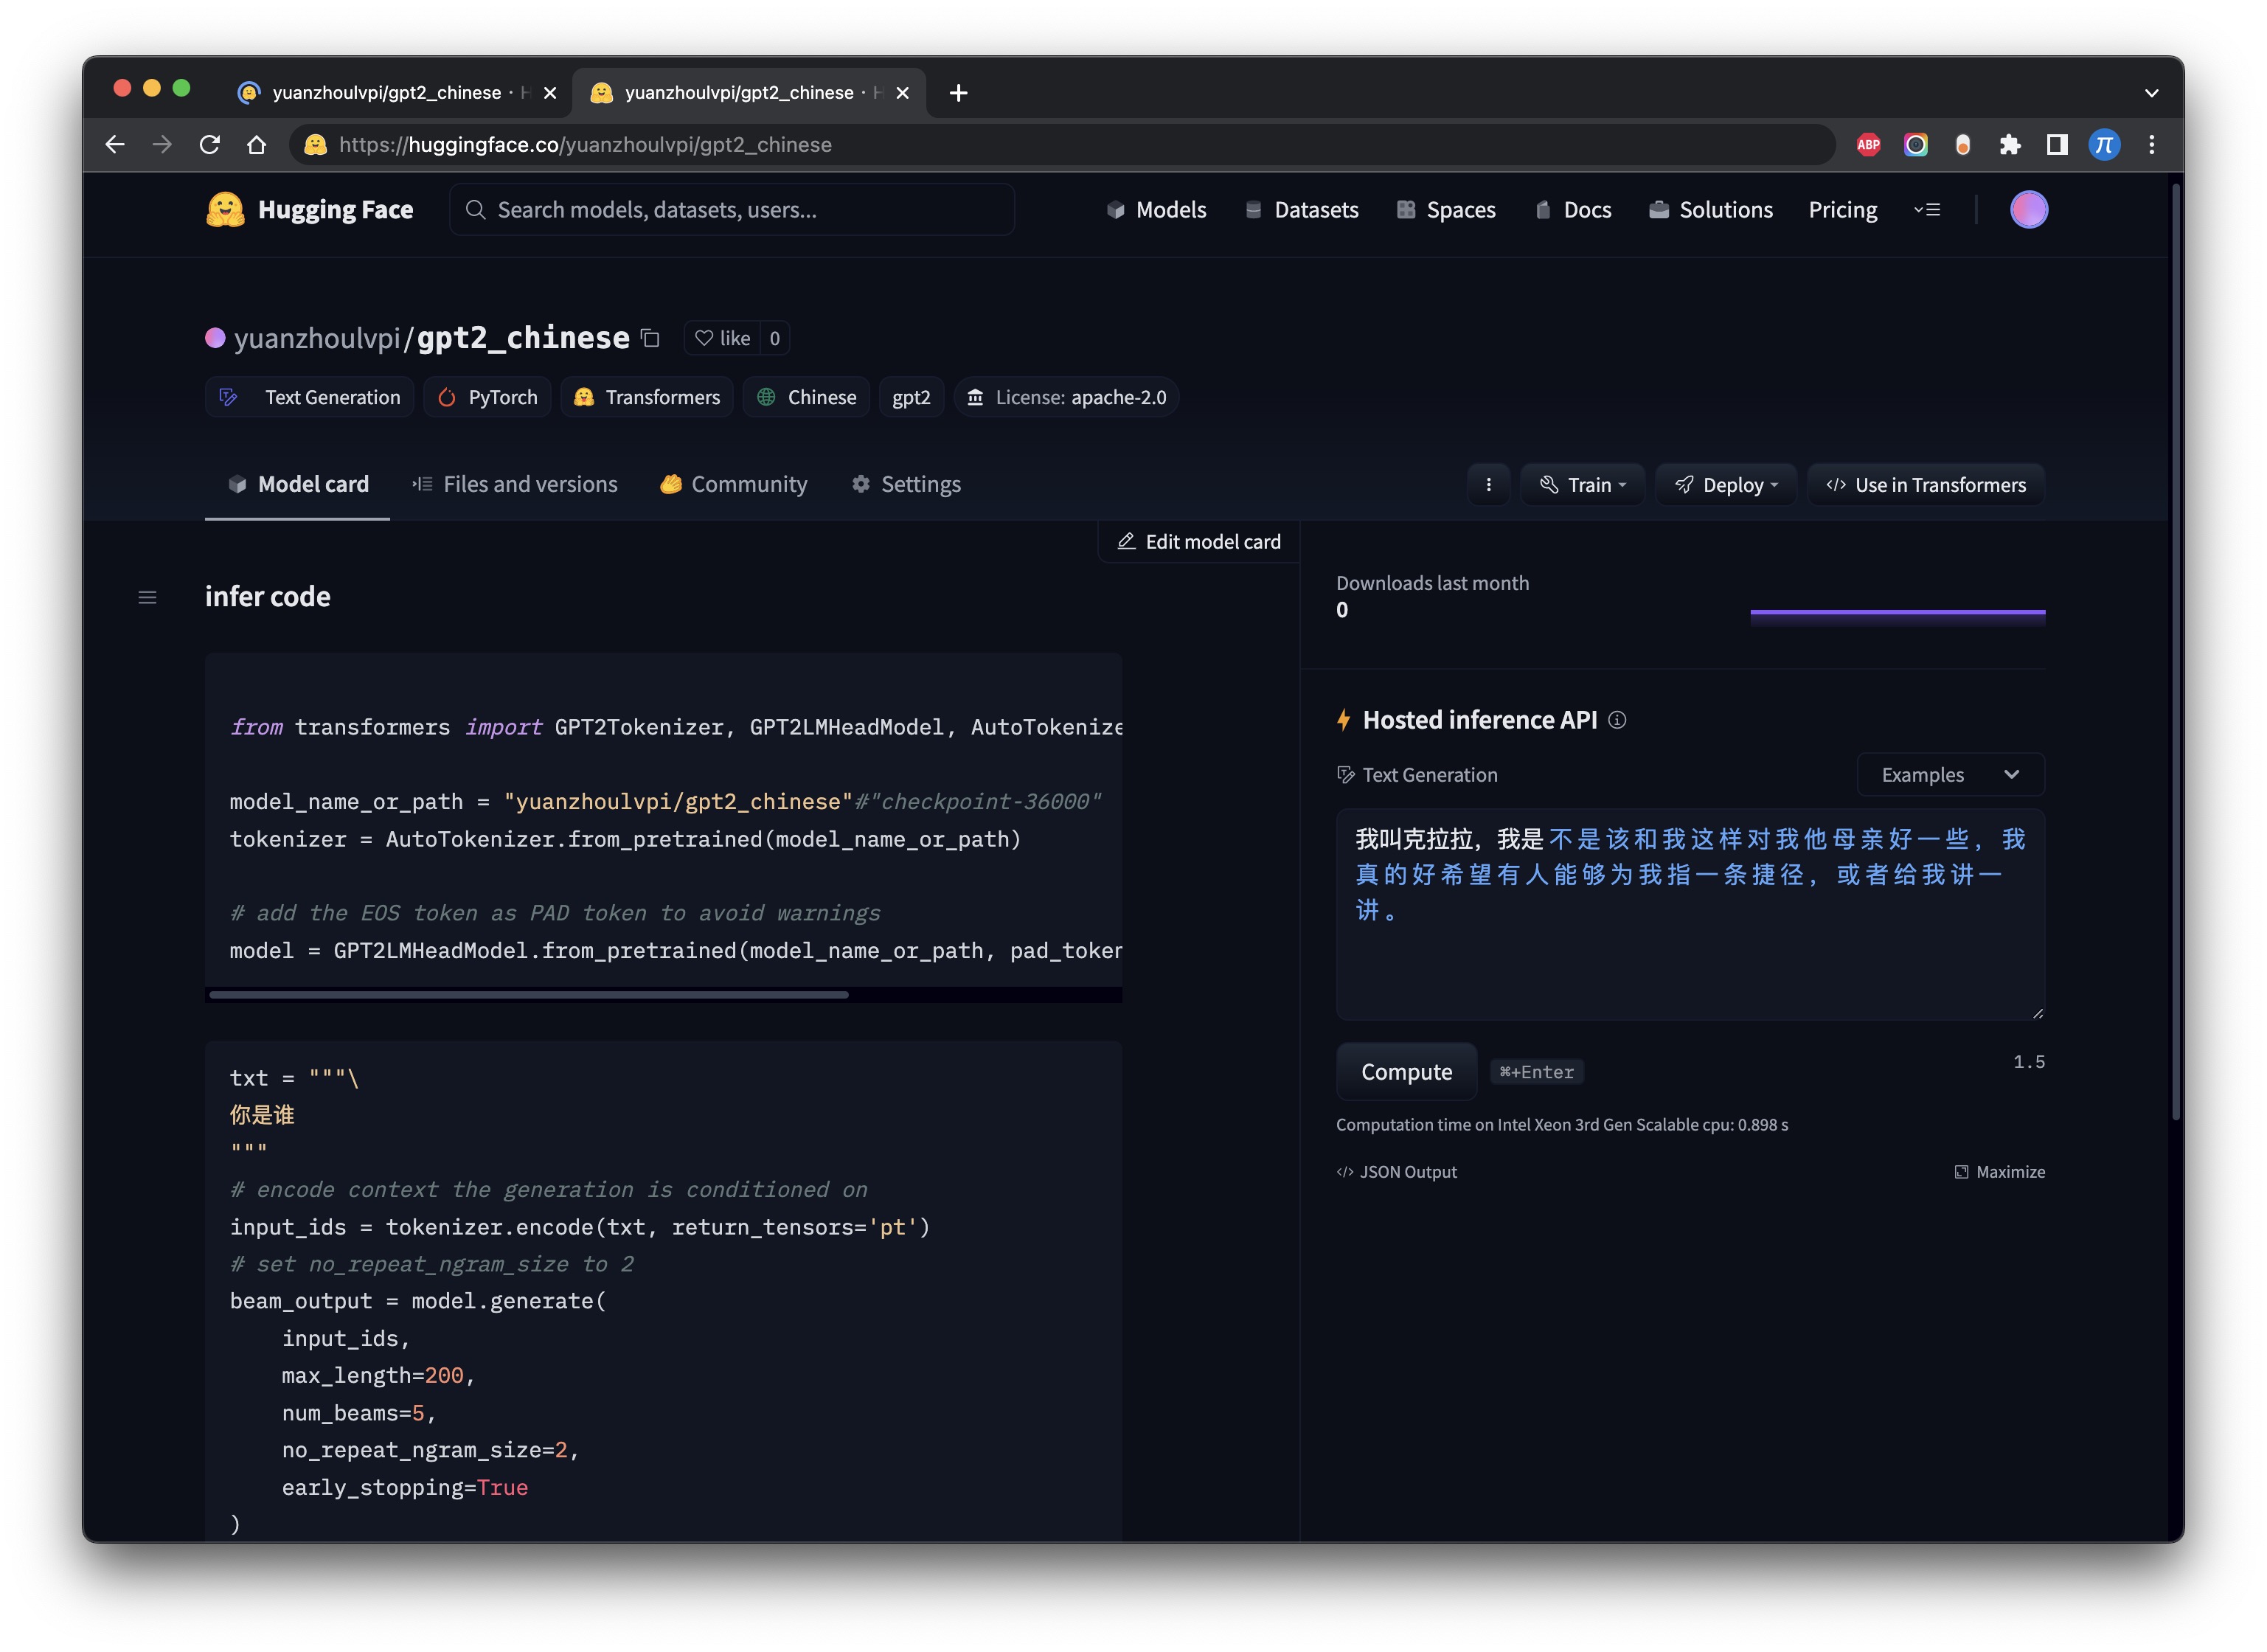 yuanzhoulvpi/gpt2_chinese · H
yuanzhoulvpi/gpt2_chinese · H
https://huggingface.co/yuanzhoulvpi/gpt2_chinese
ABP
π
Hugging Face
Search models, datasets, users...
Models
Datasets
Spaces
Docs
Solutions
Pricing
yuanzhoulvpi/gpt2_chinese
like
0
Text Generation
PyTorch
Transformers
Chinese
gpt2
License: apache-2.0
Model card
Files and versions
Community
Settings
Train
Deploy
</> Use in Transformers
Edit model card
infer code
from transformers import GPT2Tokenizer, GPT2LMHeadModel, AutoTokenize
model_name_or_path = "yuanzhoulvpi/gpt2_chinese"#"checkpoint-36000"
tokenizer = AutoTokenizer.from_pretrained(model_name_or_path)
# add the EOS token as PAD token to avoid warnings
model = GPT2LMHeadModel.from_pretrained(model_name_or_path, pad_token
txt = """\
你是谁
"""
# encode context the generation is conditioned on
input_ids = tokenizer.encode(txt, return_tensors='pt')
# set no_repeat_ngram_size to 2
beam_output = model.generate(
input_ids,
max_length=200,
num_beams=5,
no_repeat_ngram_size=2,
early_stopping=True
)
Downloads last month
0
Hosted inference API
Text Generation
Examples
我叫克拉拉，我是 不 是 该 和 我 这 样 对 我 他 母 亲 好 一 些 ， 我
真 的 好 希 望 有 人 能 够 为 我 指 一 条 捷 径 ， 或 者 给 我 讲 一
讲 。
Compute
⌘+Enter
1.5
Computation time on Intel Xeon 3rd Gen Scalable cpu: 0.898 s
</> JSON Output
Maximize